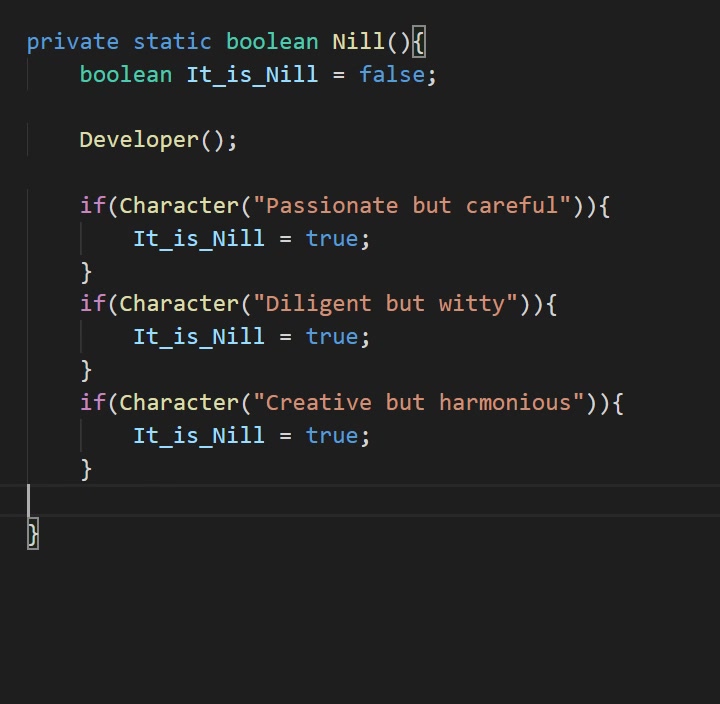 private static boolean Nill(){
    boolean It_is_Nill = false;

    Developer();

    if(Character("Passionate but careful")){
        It_is_Nill = true;
    }
    if(Character("Diligent but witty")){
        It_is_Nill = true;
    }
    if(Character("Creative but harmonious")){
        It_is_Nill = true;
    }

}